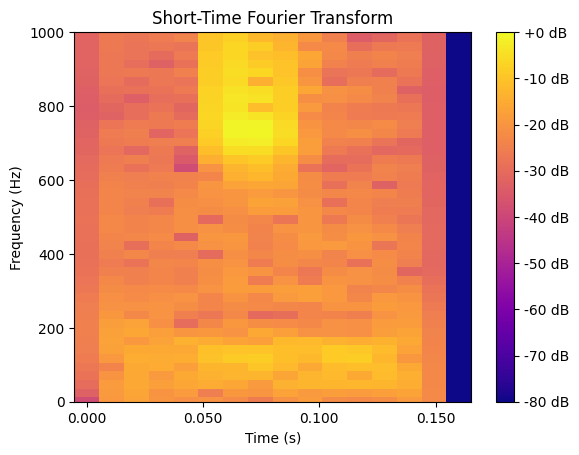 Short-Time Fourier Transform
Frequency (Hz)
1000
800
600
400
200
0
0.000
0.050
0.100
0.150
Time (s)
+0 dB
-10 dB
-20 dB
-30 dB
-40 dB
-50 dB
-60 dB
-70 dB
-80 dB